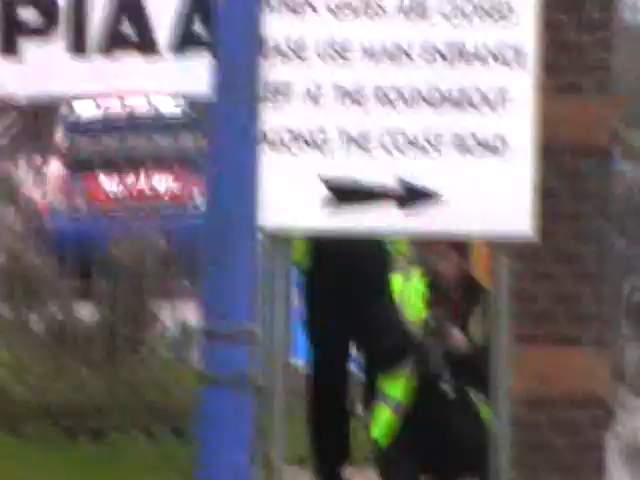 PIAA
GATES ARE CLOSED
USE MAIN ENTRANCE
AT THE ROUNDABOUT
ALONG THE COAST ROAD